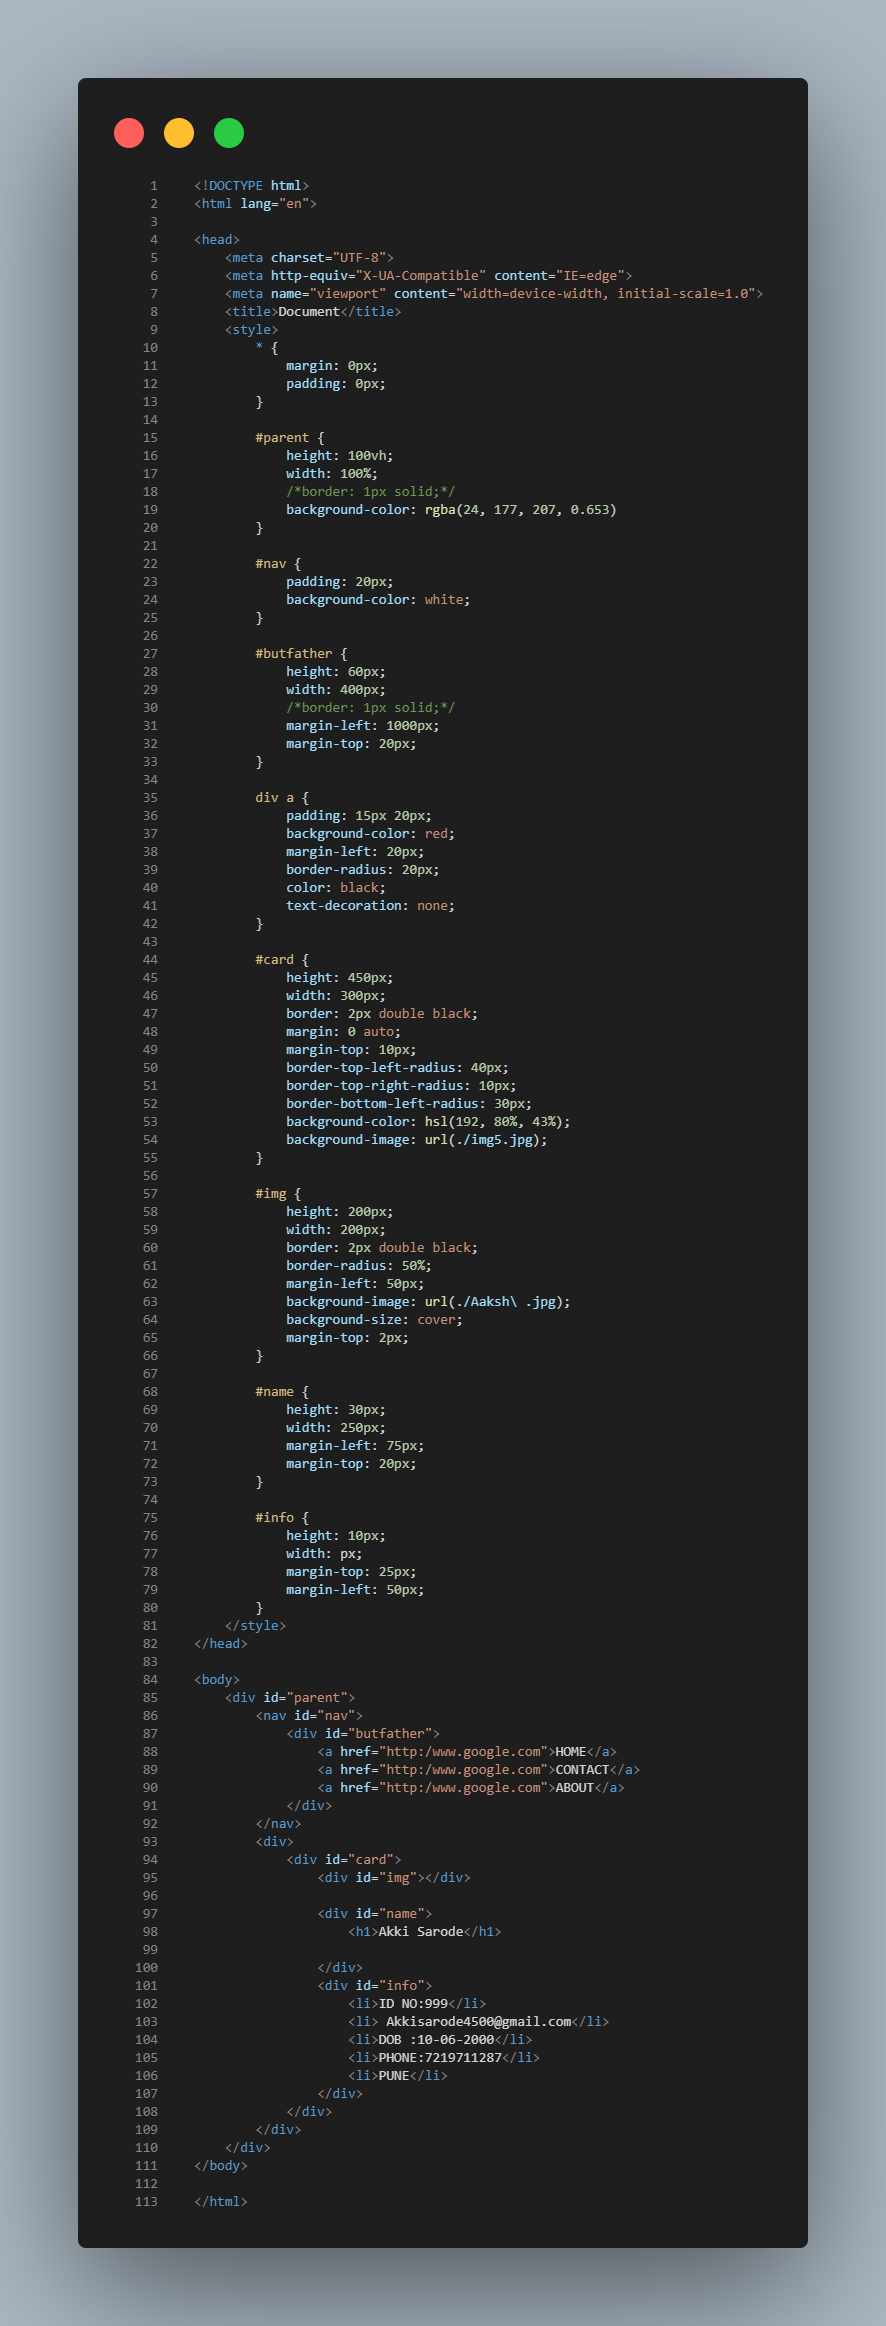 1 <!DOCTYPE html>
2 <html lang="en">
3
4 <head>
5     <meta charset="UTF-8">
6     <meta http-equiv="X-UA-Compatible" content="IE=edge">
7     <meta name="viewport" content="width=device-width, initial-scale=1.0">
8     <title>Document</title>
9     <style>
10         * {
11             margin: 0px;
12             padding: 0px;
13         }
14
15         #parent {
16             height: 100vh;
17             width: 100%;
18             /*border: 1px solid;*/
19             background-color: rgba(24, 177, 207, 0.653)
20         }
21
22         #nav {
23             padding: 20px;
24             background-color: white;
25         }
26
27         #butfather {
28             height: 60px;
29             width: 400px;
30             /*border: 1px solid;*/
31             margin-left: 1000px;
32             margin-top: 20px;
33         }
34
35         div a {
36             padding: 15px 20px;
37             background-color: red;
38             margin-left: 20px;
39             border-radius: 20px;
40             color: black;
41             text-decoration: none;
42         }
43
44         #card {
45             height: 450px;
46             width: 300px;
47             border: 2px double black;
48             margin: 0 auto;
49             margin-top: 10px;
50             border-top-left-radius: 40px;
51             border-top-right-radius: 10px;
52             border-bottom-left-radius: 30px;
53             background-color: hsl(192, 80%, 43%);
54             background-image: url(./img5.jpg);
55         }
56
57         #img {
58             height: 200px;
59             width: 200px;
60             border: 2px double black;
61             border-radius: 50%;
62             margin-left: 50px;
63             background-image: url(./Aaksh\ .jpg);
64             background-size: cover;
65             margin-top: 2px;
66         }
67
68         #name {
69             height: 30px;
70             width: 250px;
71             margin-left: 75px;
72             margin-top: 20px;
73         }
74
75         #info {
76             height: 10px;
77             width: px;
78             margin-top: 25px;
79             margin-left: 50px;
80         }
81     </style>
82 </head>
83
84 <body>
85     <div id="parent">
86         <nav id="nav">
87             <div id="butfather">
88                 <a href="http:/www.google.com">HOME</a>
89                 <a href="http:/www.google.com">CONTACT</a>
90                 <a href="http:/www.google.com">ABOUT</a>
91             </div>
92         </nav>
93         <div>
94             <div id="card">
95                 <div id="img"></div>
96
97                 <div id="name">
98                     <h1>Akki Sarode</h1>
99
100                 </div>
101                 <div id="info">
102                     <li>ID NO:999</li>
103                     <li> Akkisarode4500@gmail.com</li>
104                     <li>DOB :10-06-2000</li>
105                     <li>PHONE:7219711287</li>
106                     <li>PUNE</li>
107                 </div>
108             </div>
109         </div>
110     </div>
111 </body>
112
113 </html>